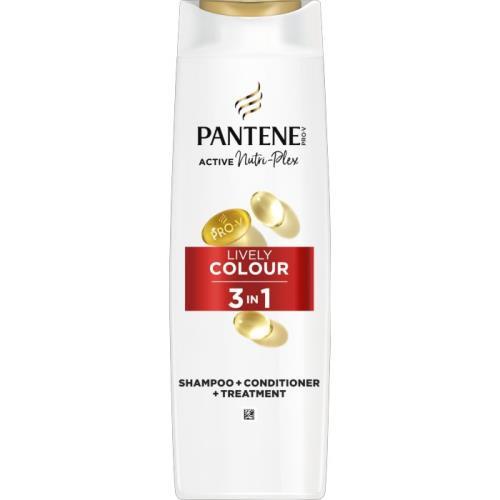 PANTENE
PRO-V
ACTIVE Nutri-Plex
PRO-V
LIVELY
COLOUR
3 IN 1
SHAMPOO + CONDITIONER
+ TREATMENT